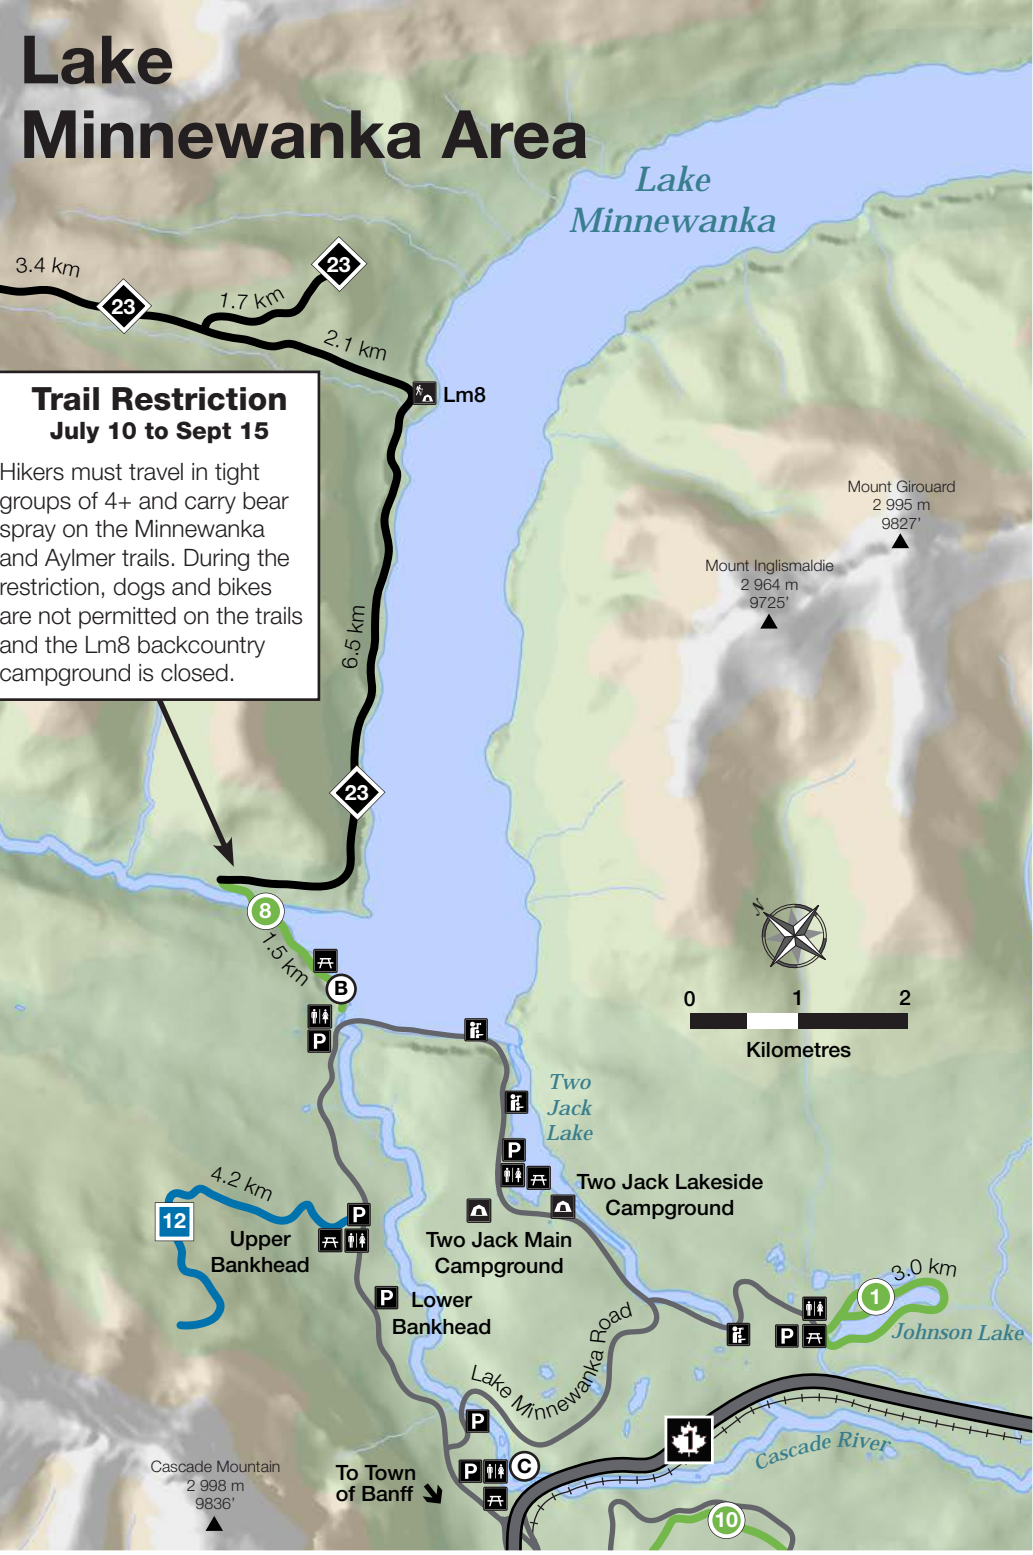 Lake
Minnewanka Area
Lake
Minnewanka
3.4 km
23
23
1.7 km
2.1 km
Lm8
Trail Restriction
July 10 to Sept 15
Hikers must travel in tight
groups of 4+ and carry bear
spray on the Minnewanka
and Aylmer trails. During the
restriction, dogs and bikes
are not permitted on the trails
and the Lm8 backcountry
campground is closed.
Mount Girouard
2 995 m
9827’
Mount Inglismaldie
2 964 m
9725’
6.5 km
23
8
1.5 km
B
P
N
0 1 2
Kilometres
Two
Jack
Lake
P
Two Jack Lakeside
Campground
Two Jack Main
Campground
4.2 km
12
P
Upper
Bankhead
P
Lower
Bankhead
3.0 km
1
P
Johnson Lake
Lake Minnewanka Road
P
1
Cascade River
P
C
To Town
of Banff
Cascade Mountain
2 998 m
9836’
10